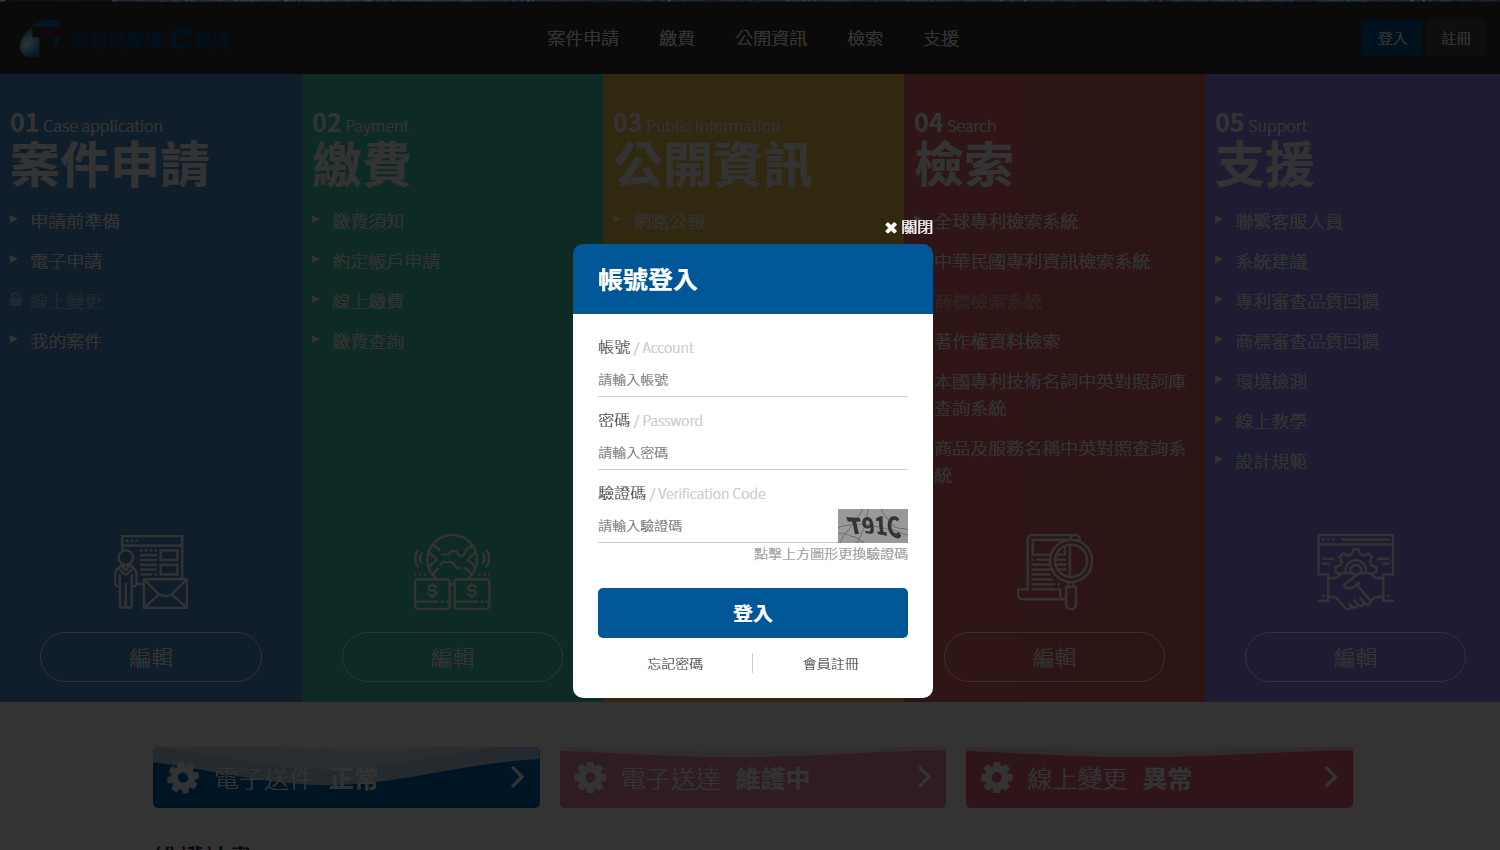 智慧財產權 e網通
案件申請 繳費 公開資訊 檢索 支援
登入 註冊
01 Case application
案件申請
申請前準備
電子申請
線上變更
我的案件
編輯
02 Payment
繳費
繳費須知
約定帳戶申請
線上繳費
繳費查詢
編輯
03 Public Information
公開資訊
網路公報
04 Search
檢索
全球專利檢索系統
中華民國專利資訊檢索系統
商標檢索系統
著作權資料檢索
本國專利技術名詞中英對照詞庫
查詢系統
商品及服務名稱中英對照查詢系
統
編輯
05 Support
支援
聯繫客服人員
系統建議
專利審查品質回饋
商標審查品質回饋
環境檢測
線上教學
設計規範
編輯
✖ 關閉
帳號登入
帳號 / Account
請輸入帳號
密碼 / Password
請輸入密碼
驗證碼 / Verification Code
請輸入驗證碼
T91C
點擊上方圖形更換驗證碼
登入
忘記密碼
會員註冊
電子送件 正常
電子送達 維護中
線上變更 異常